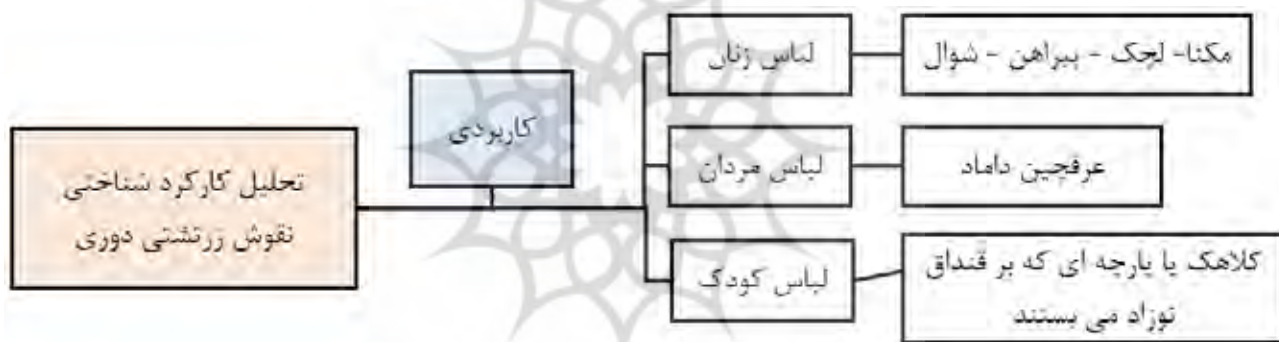 تحلیل کارکرد شناختی
نقوش زرتشتی دوزی
کاربردی
لباس زنان
مکنا- لچک - پیراهن - شوال
لباس مردان
عرقچین داماد
لباس کودک
کلاهک یا پارچه ای که بر قنداق
نوزاد می بستند